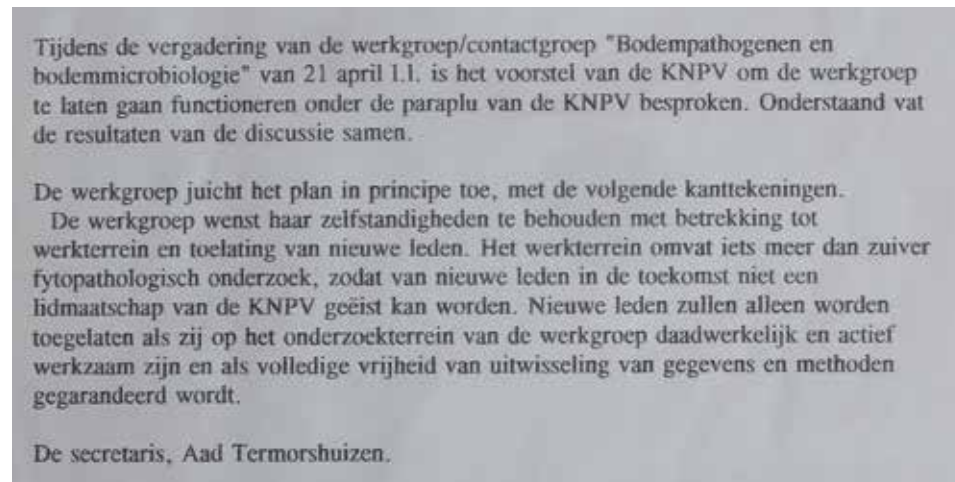 Tijdens de vergadering van de werkgroep/contactgroep "Bodempathogenen en
bodemmicrobiologie" van 21 april l.l. is het voorstel van de KNPV om de werkgroep
te laten gaan functioneren onder de paraplu van de KNPV besproken. Onderstaand vat
de resultaten van de discussie samen.
De werkgroep juicht het plan in principe toe, met de volgende kanttekeningen.
De werkgroep wenst haar zelfstandigheden te behouden met betrekking tot
werkterrein en toelating van nieuwe leden. Het werkterrein omvat iets meer dan zuiver
fytopathologisch onderzoek, zodat van nieuwe leden in de toekomst niet een
lidmaatschap van de KNPV geëist kan worden. Nieuwe leden zullen alleen worden
toegelaten als zij op het onderzoekterrein van de werkgroep daadwerkelijk en actief
werkzaam zijn en als volledige vrijheid van uitwisseling van gegevens en methoden
gegarandeerd wordt.
De secretaris, Aad Termorshuizen.